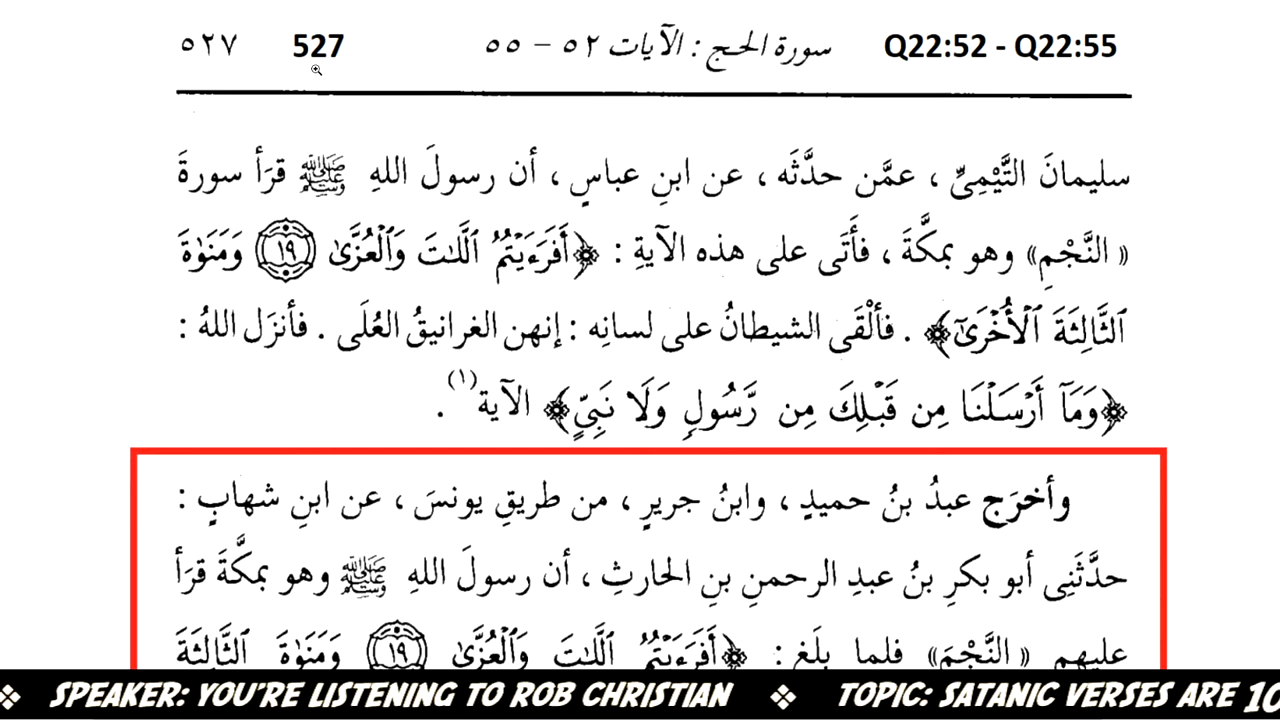 ٥٢٧ 527 سورة الحج : الآيات ٥٢ – ٥٥ Q22:52 - Q22:55
سليمانَ التَّيْمِىِّ ، عمَّن حدَّثَه ، عن ابنِ عباسٍ ، أن رسولَ اللهِ ﷺ قرَأ سورةَ
« النَّجْمِ» وهو بمكَّةَ ، فأَتَى على هذه الآيةِ : ﴿أَفَرَءَيْتُمُ ٱللَّـٰتَ وَٱلْعُزَّىٰ ١٩ وَمَنَوٰةَ
ٱلثَّالِثَةَ ٱلْأُخْرَىٰٓ﴾ . فألْقَى الشيطانُ على لسانِه : إنهن الغرانيقُ العُلَى . فأنزَل اللهُ :
﴿وَمَآ أَرْسَلْنَا مِن قَبْلِكَ مِن رَّسُولٍ وَلَا نَبِىٍّ﴾ الآية(١) .
وأخرَج عبدُ بنُ حميدٍ ، وابنُ جريرٍ ، من طريقِ يونسَ ، عن ابنِ شهابٍ :
حدَّثَنِى أبو بكرِ بنُ عبدِ الرحمنِ بنِ الحارثِ ، أن رسولَ اللهِ ﷺ وهو بمكَّةَ قرَأ
عليهم « النَّجْمَ» فلما بلَغ : ﴿أَفَرَءَيْتُمُ ٱللَّـٰتَ وَٱلْعُزَّىٰ ١٩ وَمَنَوٰةَ ٱلثَّالِثَةَ
❖ SPEAKER: YOU'RE LISTENING TO ROB CHRISTIAN ❖ TOPIC: SATANIC VERSES ARE 10